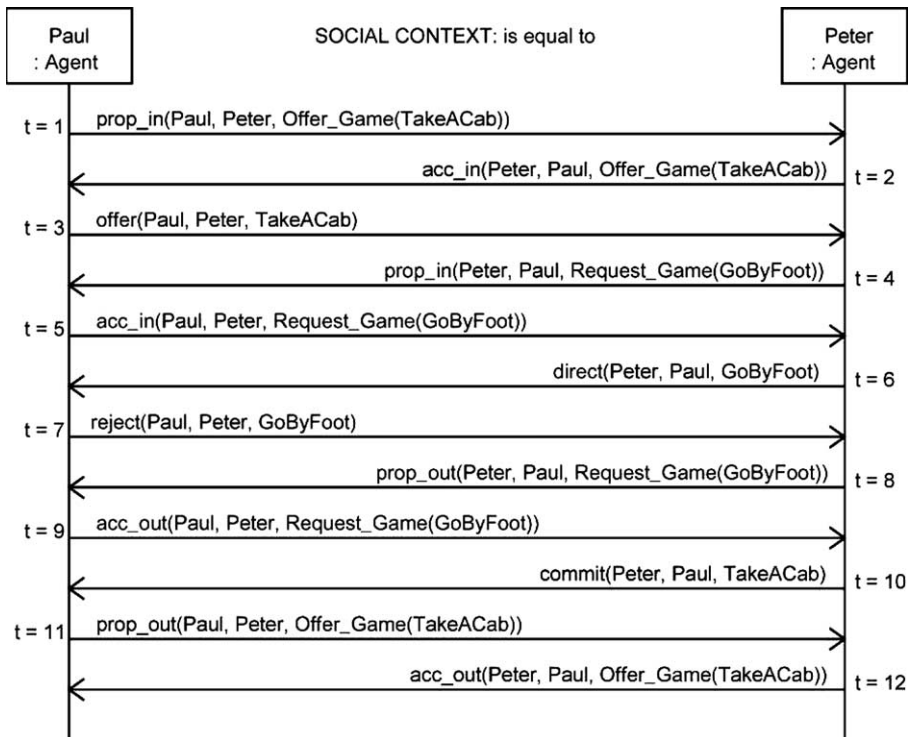 Paul
: Agent
SOCIAL CONTEXT: is equal to
Peter
: Agent
t = 1
prop_in(Paul, Peter, Offer_Game(TakeACab))
acc_in(Peter, Paul, Offer_Game(TakeACab))
t = 2
t = 3
offer(Paul, Peter, TakeACab)
prop_in(Peter, Paul, Request_Game(GoByFoot))
t = 4
t = 5
acc_in(Paul, Peter, Request_Game(GoByFoot))
direct(Peter, Paul, GoByFoot)
t = 6
t = 7
reject(Paul, Peter, GoByFoot)
prop_out(Peter, Paul, Request_Game(GoByFoot))
t = 8
t = 9
acc_out(Paul, Peter, Request_Game(GoByFoot))
commit(Peter, Paul, TakeACab)
t = 10
t = 11
prop_out(Paul, Peter, Offer_Game(TakeACab))
acc_out(Peter, Paul, Offer_Game(TakeACab))
t = 12